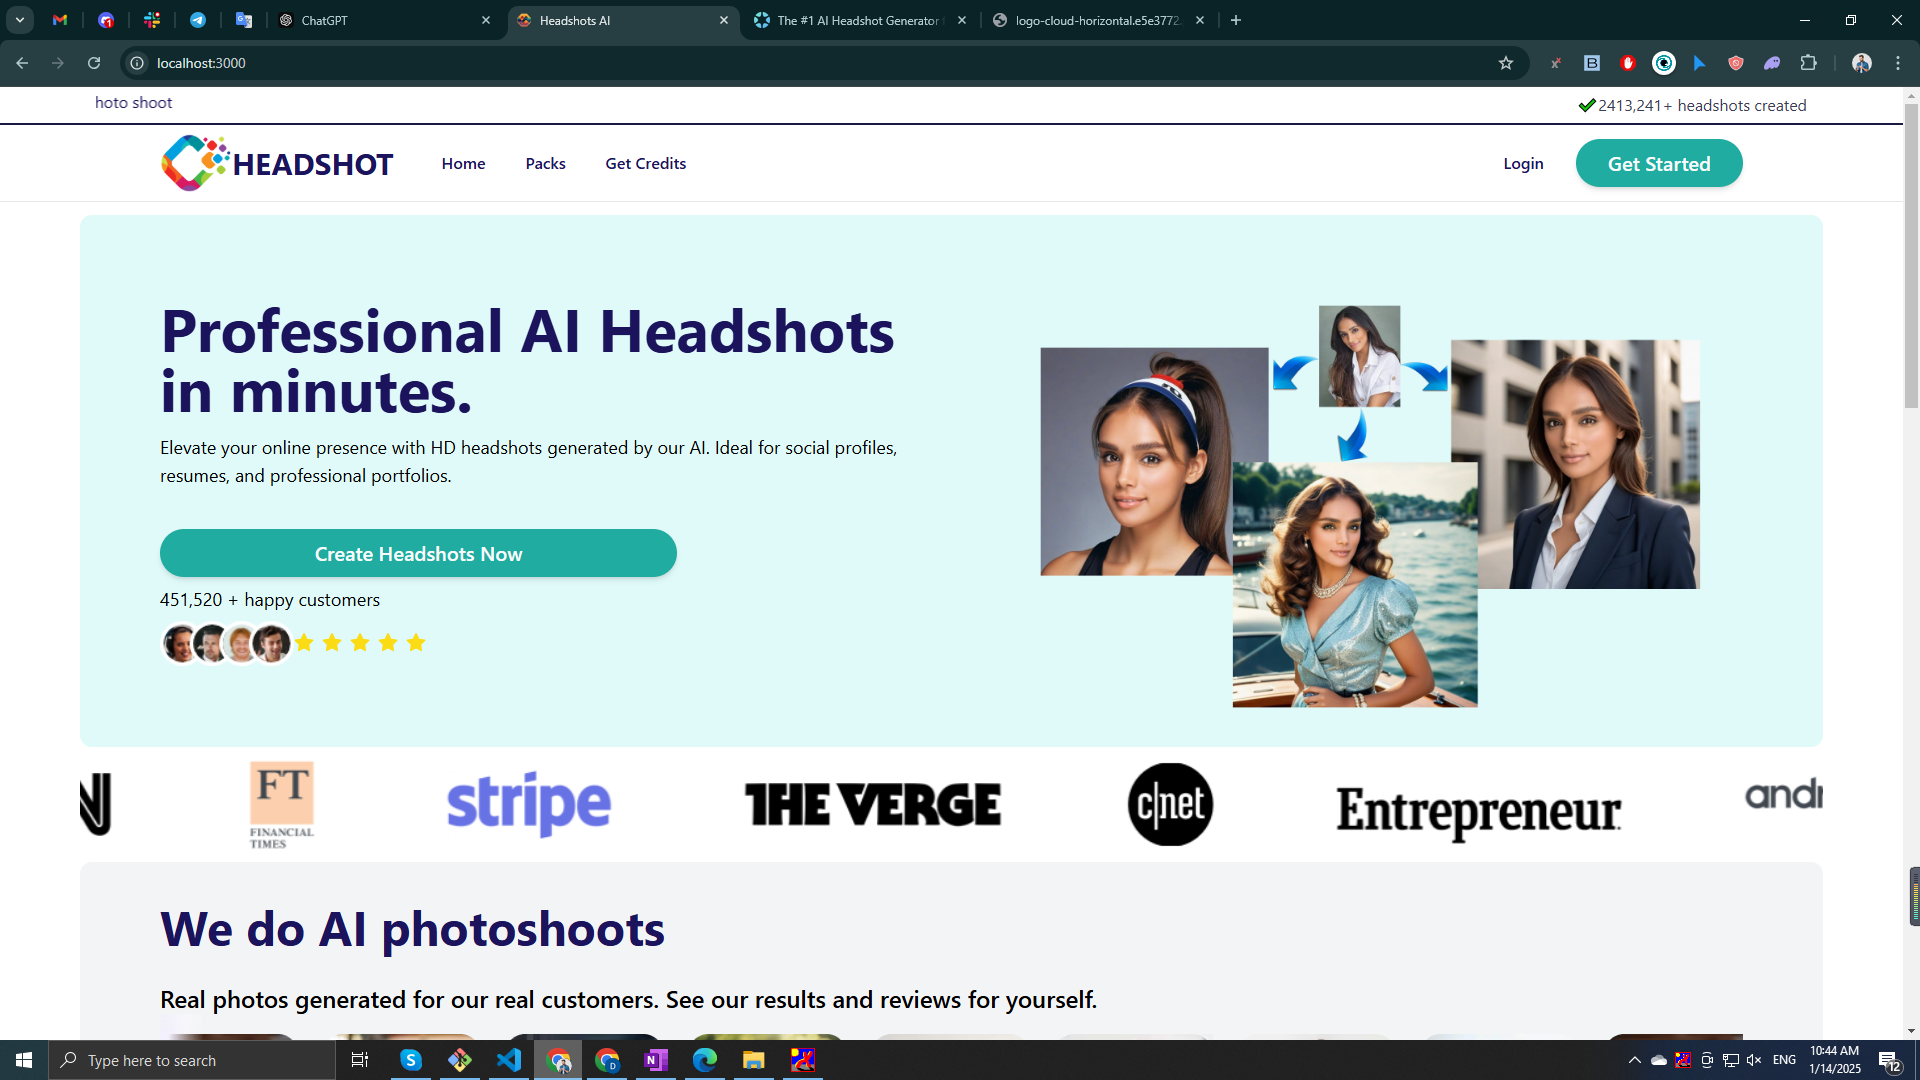 ChatGPT
Headshots AI
The #1 AI Headshot Generator
logo-cloud-horizontal.e5e3772
localhost:3000
hoto shoot
2413,241+ headshots created
HEADSHOT
Home
Packs
Get Credits
Login
Get Started
Professional AI Headshots
in minutes.
Elevate your online presence with HD headshots generated by our AI. Ideal for social profiles,
resumes, and professional portfolios.
Create Headshots Now
451,520 + happy customers
N
FT
FINANCIAL
TIMES
stripe
THE VERGE
c|net
Entrepreneur
andr
We do AI photoshoots
Real photos generated for our real customers. See our results and reviews for yourself.
Type here to search
ENG
10:44 AM
1/14/2025
12